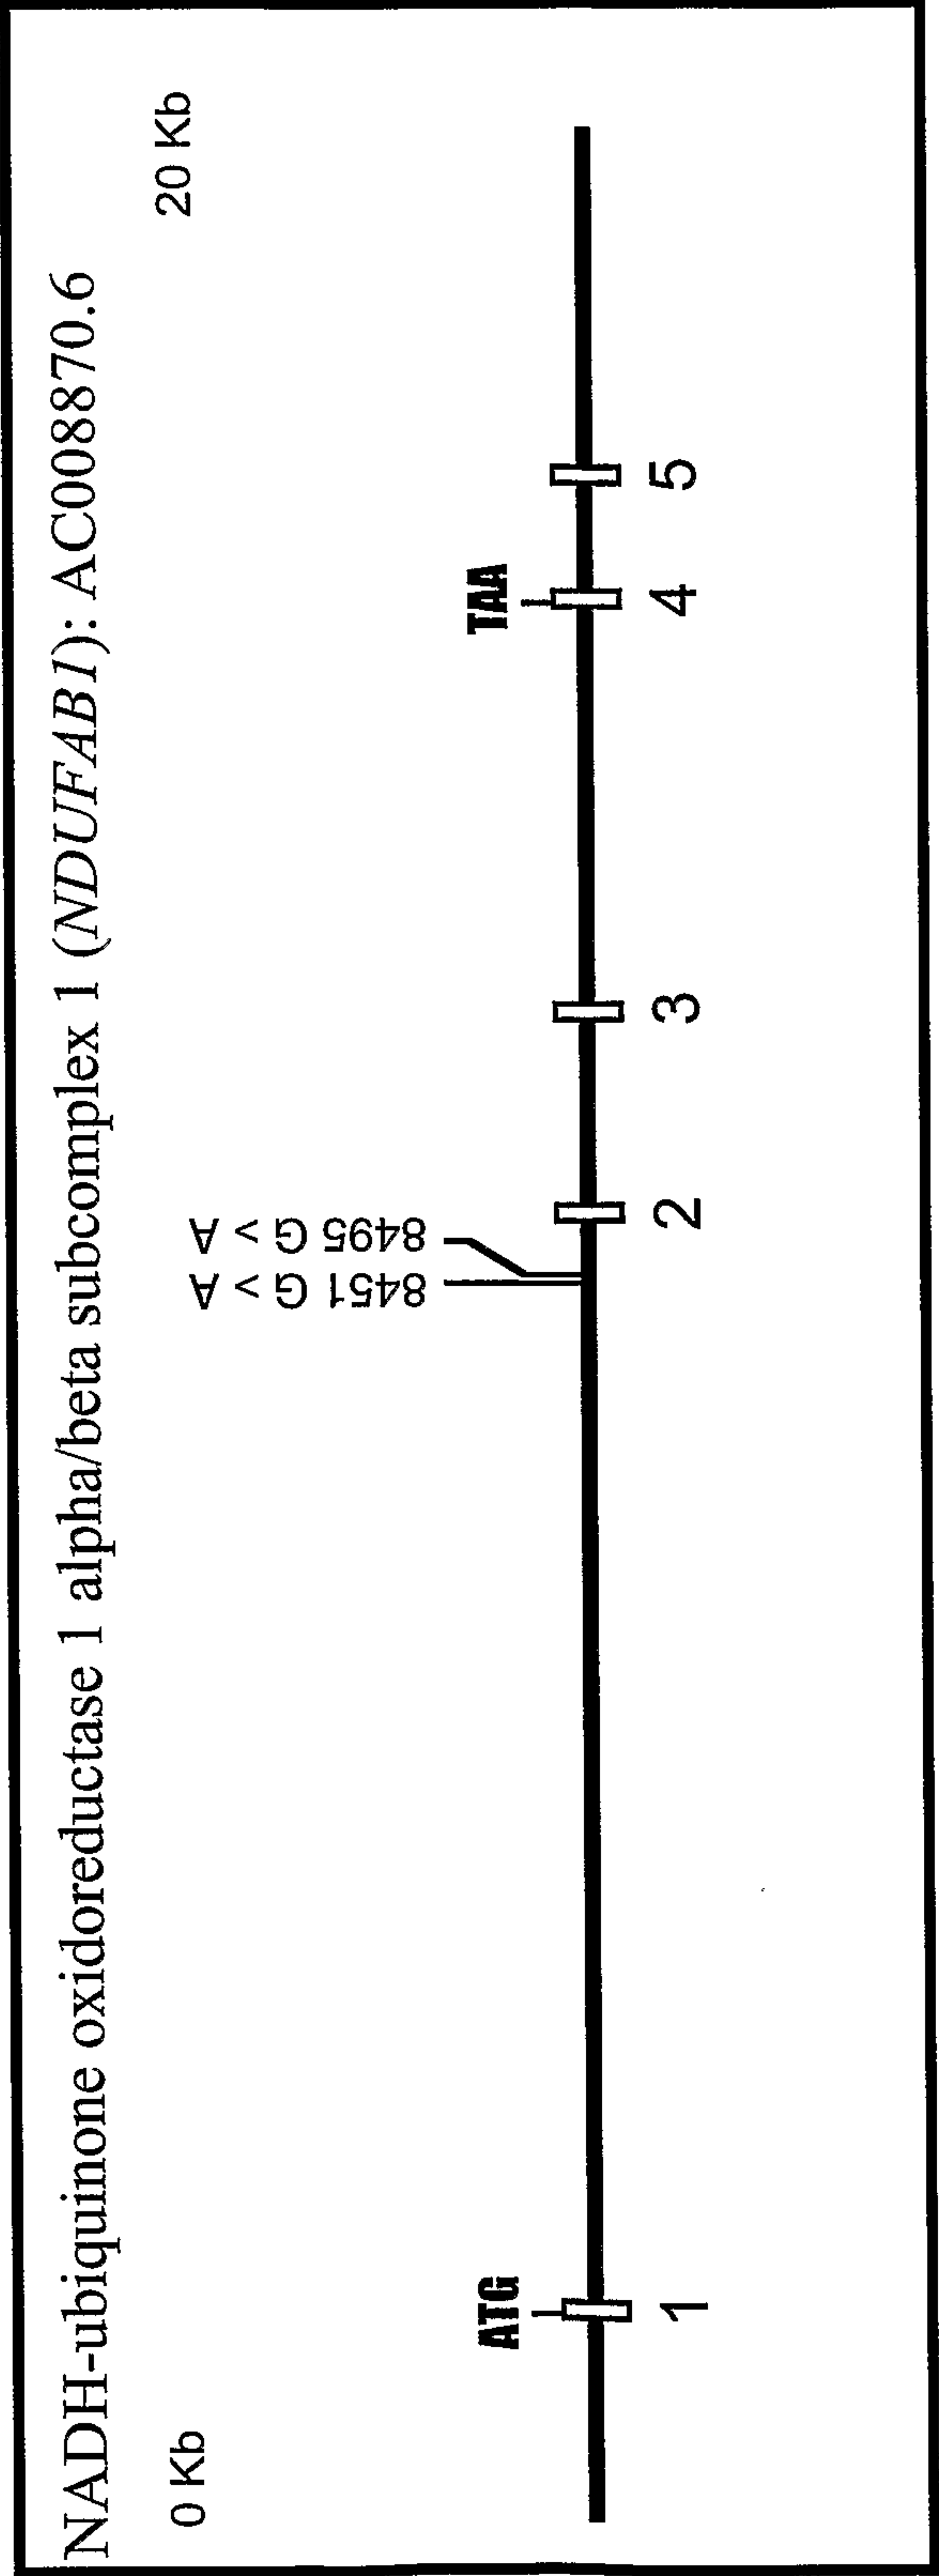 NADH-ubiquinone oxidoreductase 1 alpha/beta subcomplex 1 (NDUFAB1): AC008870.6
0 Kb
20 Kb
8451 G > A
8495 G > A
ATG
TAA
1
2
3
4
5